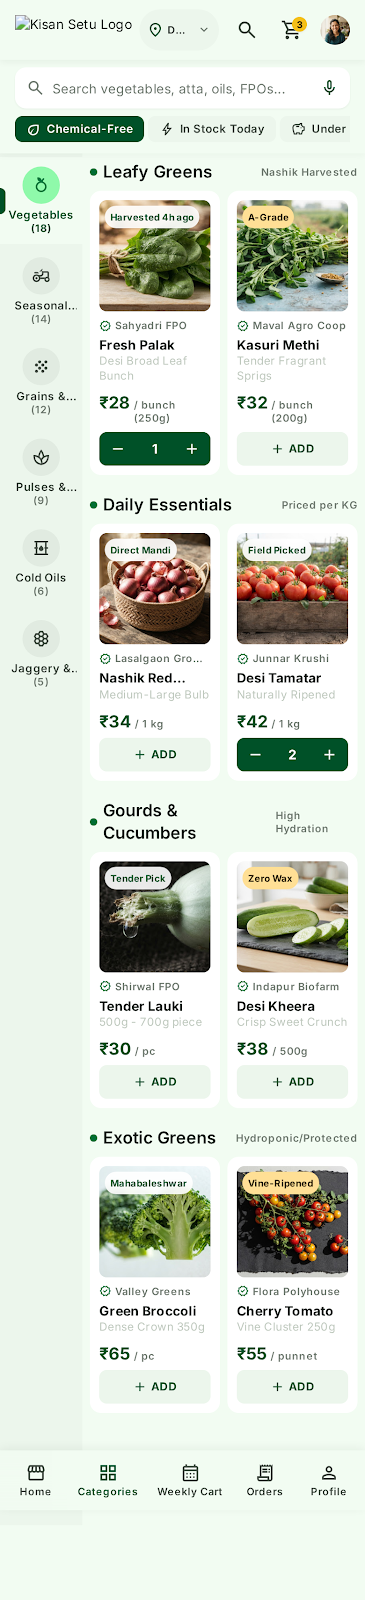 Kisan Setu Logo
D...
3
Search vegetables, atta, oils, FPOs...
Chemical-Free
In Stock Today
Under
Vegetables
(18)
Seasonal...
(14)
Grains &...
(12)
Pulses &...
(9)
Cold Oils
(6)
Jaggery &...
(5)
Leafy Greens
Nashik Harvested
Harvested 4h ago
Sahyadri FPO
Fresh Palak
Desi Broad Leaf
Bunch
₹28 / bunch
(250g)
− 1 +
A-Grade
Maval Agro Coop
Kasuri Methi
Tender Fragrant
Sprigs
₹32 / bunch
(200g)
+ ADD
Daily Essentials
Priced per KG
Direct Mandi
Lasalgaon Gro...
Nashik Red...
Medium-Large Bulb
₹34 / 1 kg
+ ADD
Field Picked
Junnar Krushi
Desi Tamatar
Naturally Ripened
₹42 / 1 kg
− 2 +
Gourds &
Cucumbers
High
Hydration
Tender Pick
Shirwal FPO
Tender Lauki
500g - 700g piece
₹30 / pc
+ ADD
Zero Wax
Indapur Biofarm
Desi Kheera
Crisp Sweet Crunch
₹38 / 500g
+ ADD
Exotic Greens
Hydroponic/Protected
Mahabaleshwar
Valley Greens
Green Broccoli
Dense Crown 350g
₹65 / pc
+ ADD
Vine-Ripened
Flora Polyhouse
Cherry Tomato
Vine Cluster 250g
₹55 / punnet
+ ADD
Home
Categories
Weekly Cart
Orders
Profile